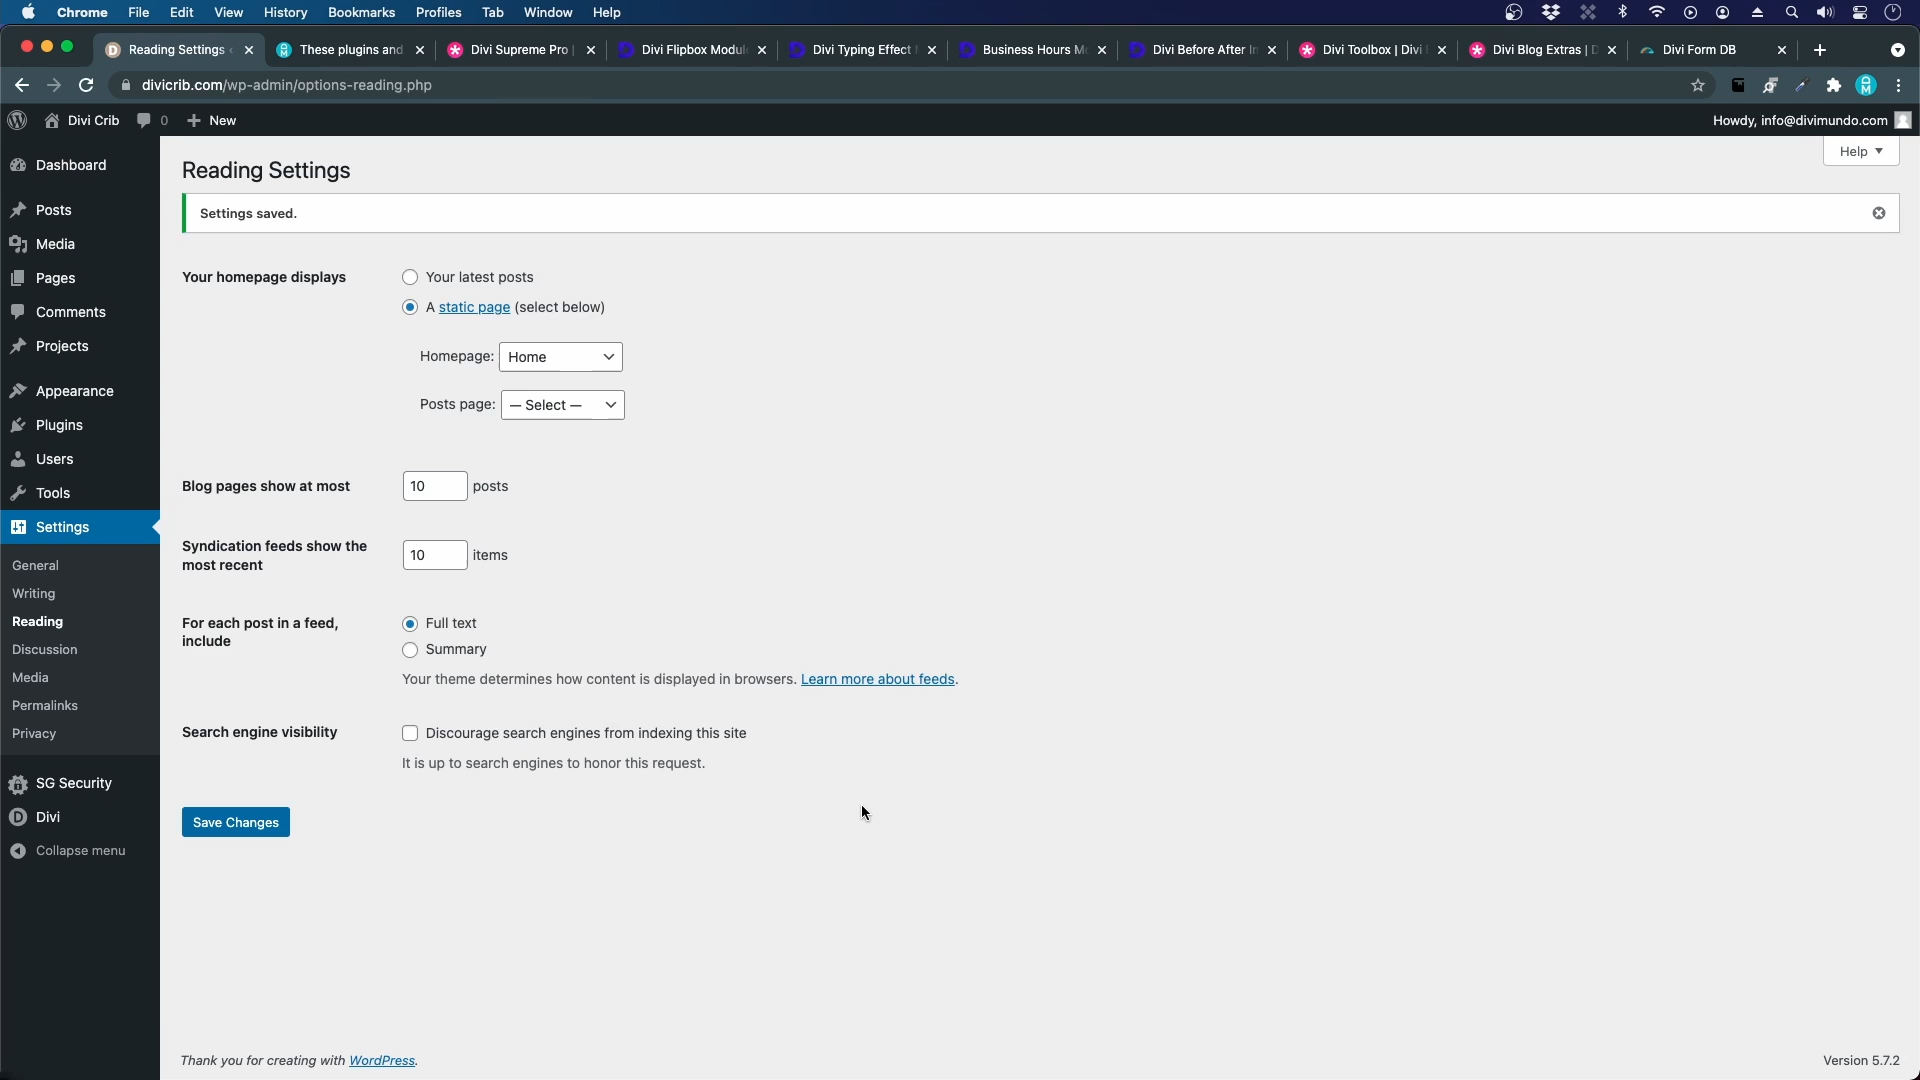 Chrome File Edit View History Bookmarks Profiles Tab Window Help
Reading Settings
These plugins and
Divi Supreme Pro |
Divi Flipbox Modul
Divi Typing Effect
Business Hours M
Divi Before After I
Divi Toolbox | Divi
Divi Blog Extras |
Divi Form DB
divicrib.com/wp-admin/options-reading.php
Divi Crib 0 New
Howdy, info@divimundo.com
Help
Dashboard
Posts
Media
Pages
Comments
Projects
Appearance
Plugins
Users
Tools
Settings
General
Writing
Reading
Discussion
Media
Permalinks
Privacy
SG Security
Divi
Collapse menu
Reading Settings
Settings saved.
Your homepage displays
Your latest posts
A static page (select below)
Homepage: Home
Posts page: — Select —
Blog pages show at most
10 posts
Syndication feeds show the
most recent
10 items
For each post in a feed,
include
Full text
Summary
Your theme determines how content is displayed in browsers. Learn more about feeds.
Search engine visibility
Discourage search engines from indexing this site
It is up to search engines to honor this request.
Save Changes
Thank you for creating with WordPress.
Version 5.7.2